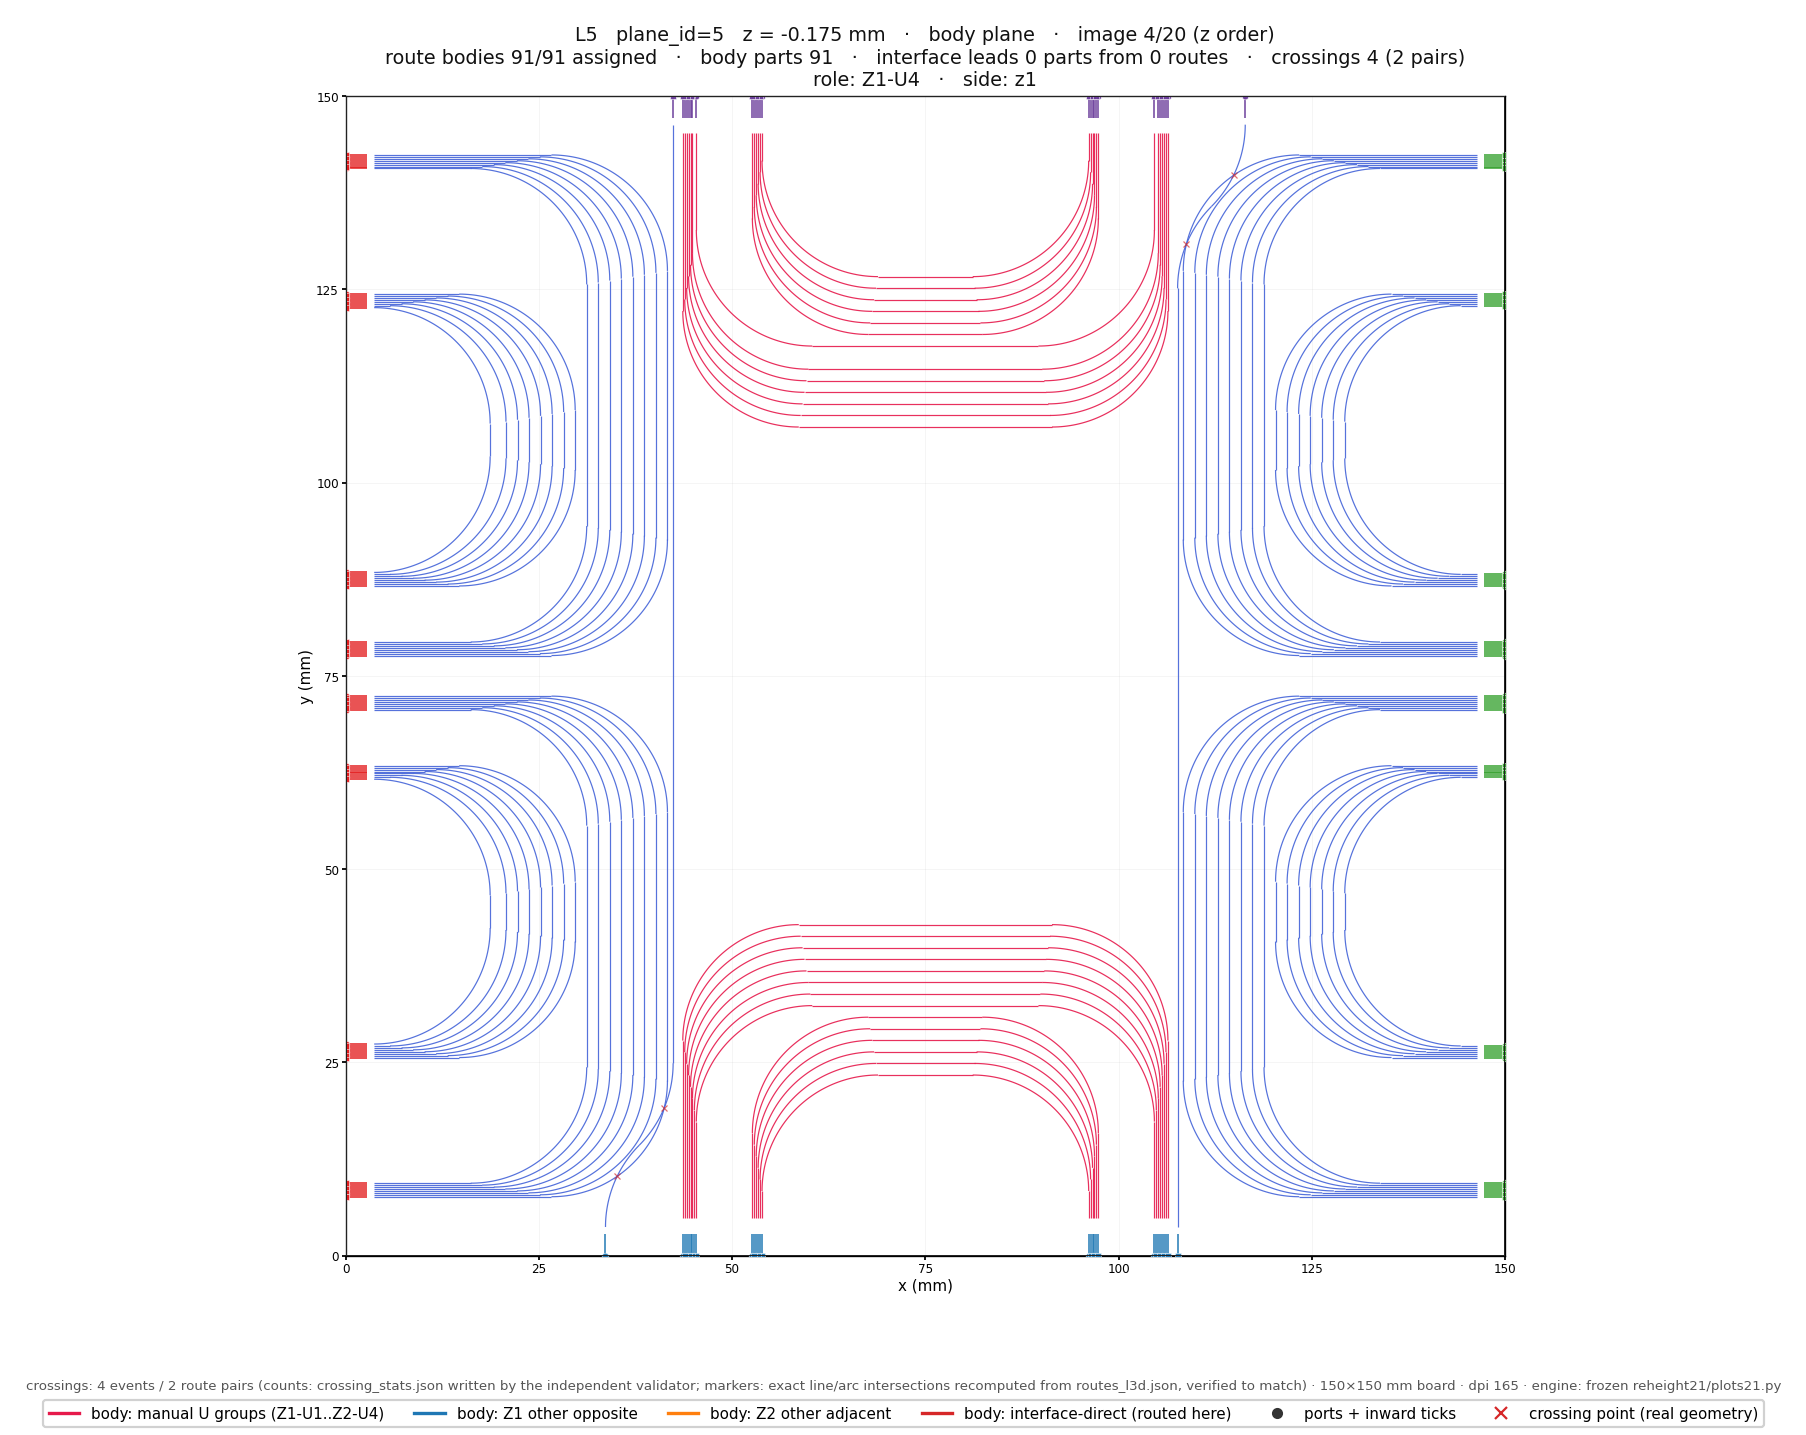 L5   plane_id=5   z = -0.175 mm   ·   body plane   ·   image 4/20 (z order)
route bodies 91/91 assigned   ·   body parts 91   ·   interface leads 0 parts from 0 routes   ·   crossings 4 (2 pairs)
role: Z1-U4   ·   side: z1
150
125
100
75
50
25
0
y (mm)
0 25 50 75 100 125 150
x (mm)
crossings: 4 events / 2 route pairs (counts: crossing_stats.json written by the independent validator; markers: exact line/arc intersections recomputed from routes_l3d.json, verified to match) · 150×150 mm board · dpi 165 · engine: frozen reheight21/plots21.py
body: manual U groups (Z1-U1..Z2-U4) body: Z1 other opposite body: Z2 other adjacent body: interface-direct (routed here) ports + inward ticks crossing point (real geometry)